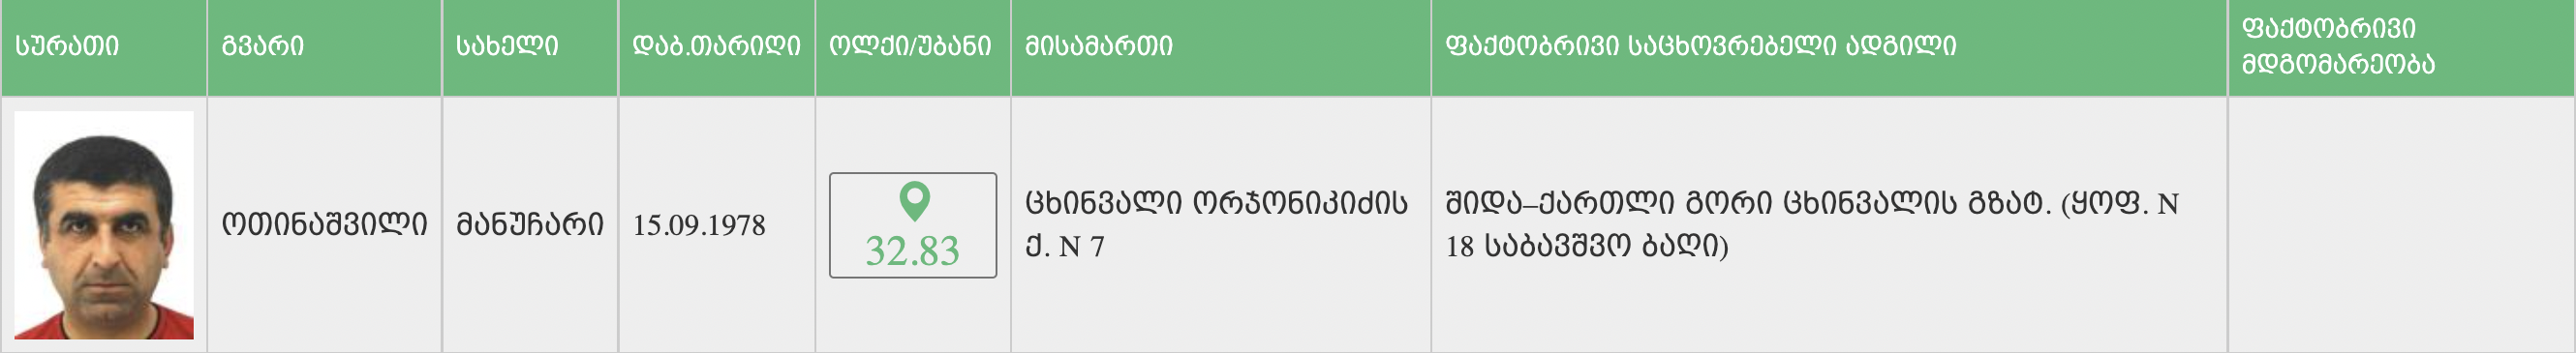 სურათი
გვარი
სახელი
დაბ.თარიღი
ოლქი/უბანი
მისამართი
ფაქტობრივი საცხოვრებელი ადგილი
ფაქტობრივი
მდგომარეობა
ოთინაშვილი
მანუჩარი
15.09.1978
32.83
ცხინვალი ორჯონიკიძის
ქ. N 7
შიდა–ქართლი გორი ცხინვალის გზატ. (ყოფ. N
18 საბავშვო ბაღი)